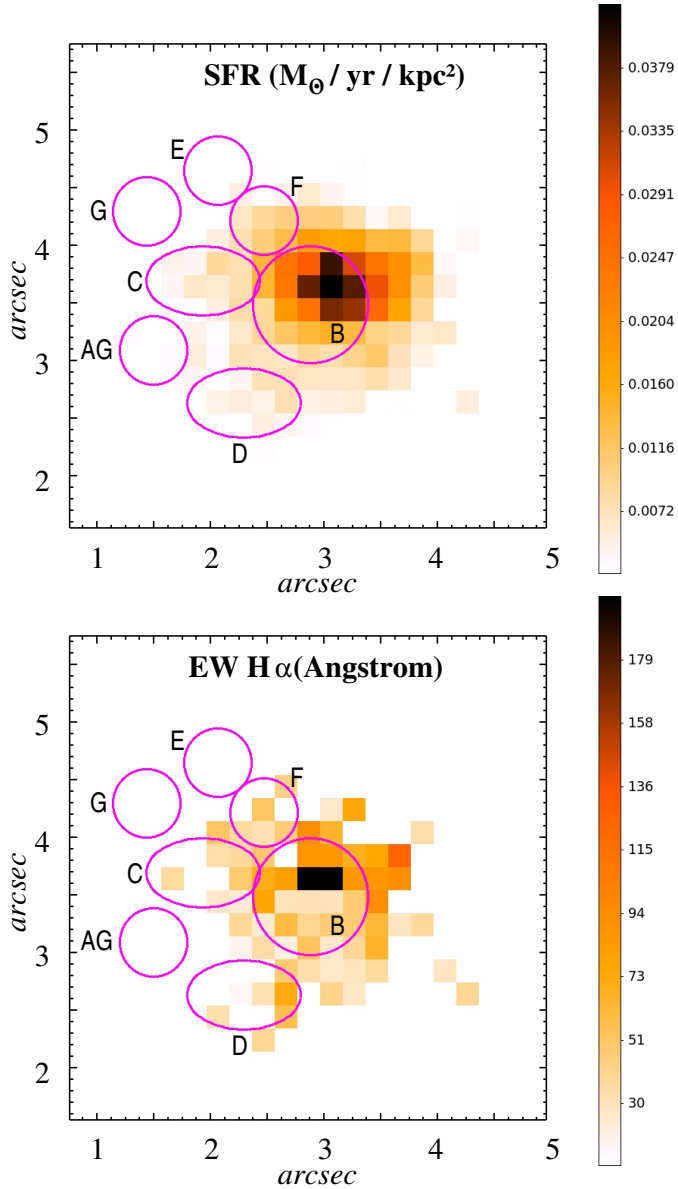 SFR (M⊙ / yr / kpc²)
0.0379
0.0335
0.0291
0.0247
0.0204
0.0160
0.0116
0.0072
5
4
3
2
arcsec
E
F
G
C
B
AG
D
1 2 3 4 5
arcsec
EW H α(Angstrom)
179
158
136
115
94
73
51
30
5
4
3
2
arcsec
E
F
G
C
B
AG
D
1 2 3 4 5
arcsec